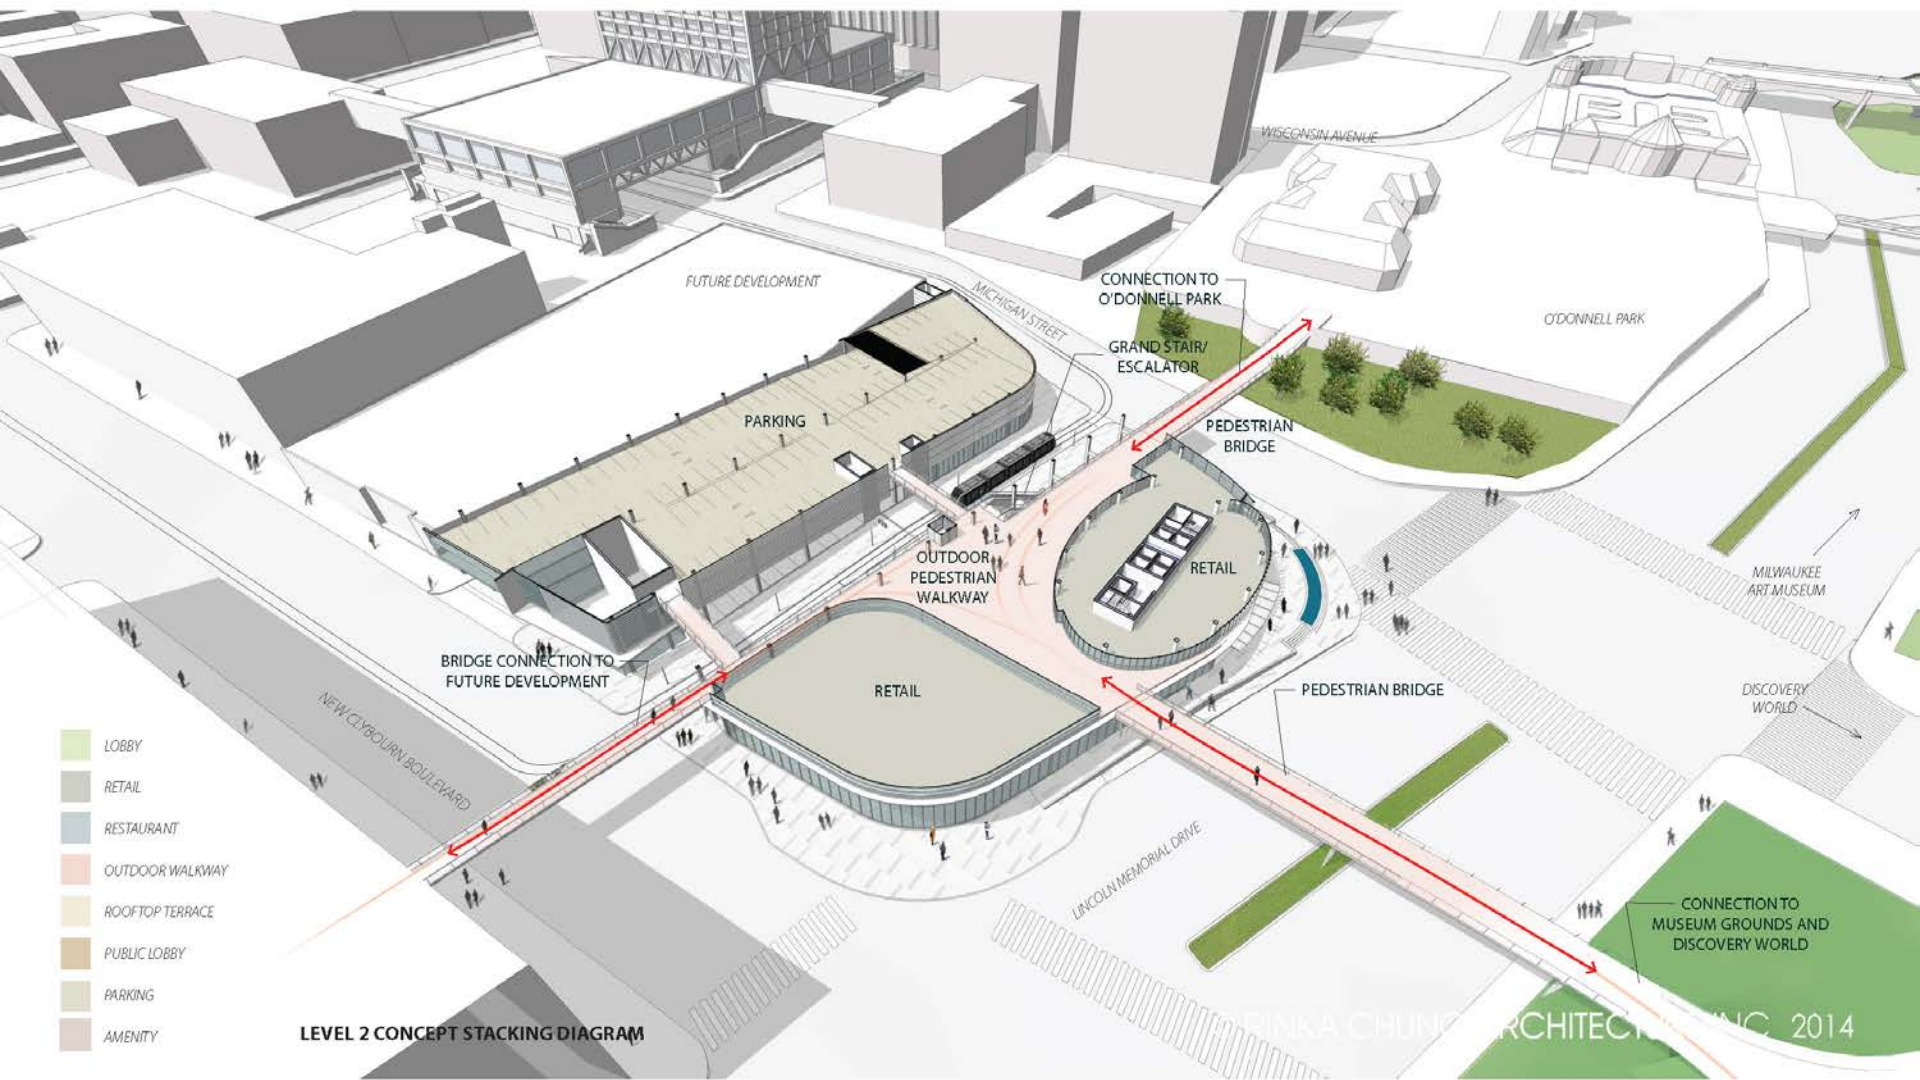 WISCONSIN AVENUE
FUTURE DEVELOPMENT
MICHIGAN STREET
CONNECTION TO
O'DONNELL PARK
O'DONNELL PARK
GRAND STAIR/
ESCALATOR
PARKING
PEDESTRIAN
BRIDGE
OUTDOOR
PEDESTRIAN
WALKWAY
RETAIL
MILWAUKEE
ART MUSEUM
BRIDGE CONNECTION TO
FUTURE DEVELOPMENT
RETAIL
PEDESTRIAN BRIDGE
DISCOVERY
WORLD
NEW CLYBOURN BOULEVARD
LINCOLN MEMORIAL DRIVE
CONNECTION TO
MUSEUM GROUNDS AND
DISCOVERY WORLD
LOBBY
RETAIL
RESTAURANT
OUTDOOR WALKWAY
ROOFTOP TERRACE
PUBLIC LOBBY
PARKING
AMENITY
LEVEL 2 CONCEPT STACKING DIAGRAM
RINKA CHUNG 2014